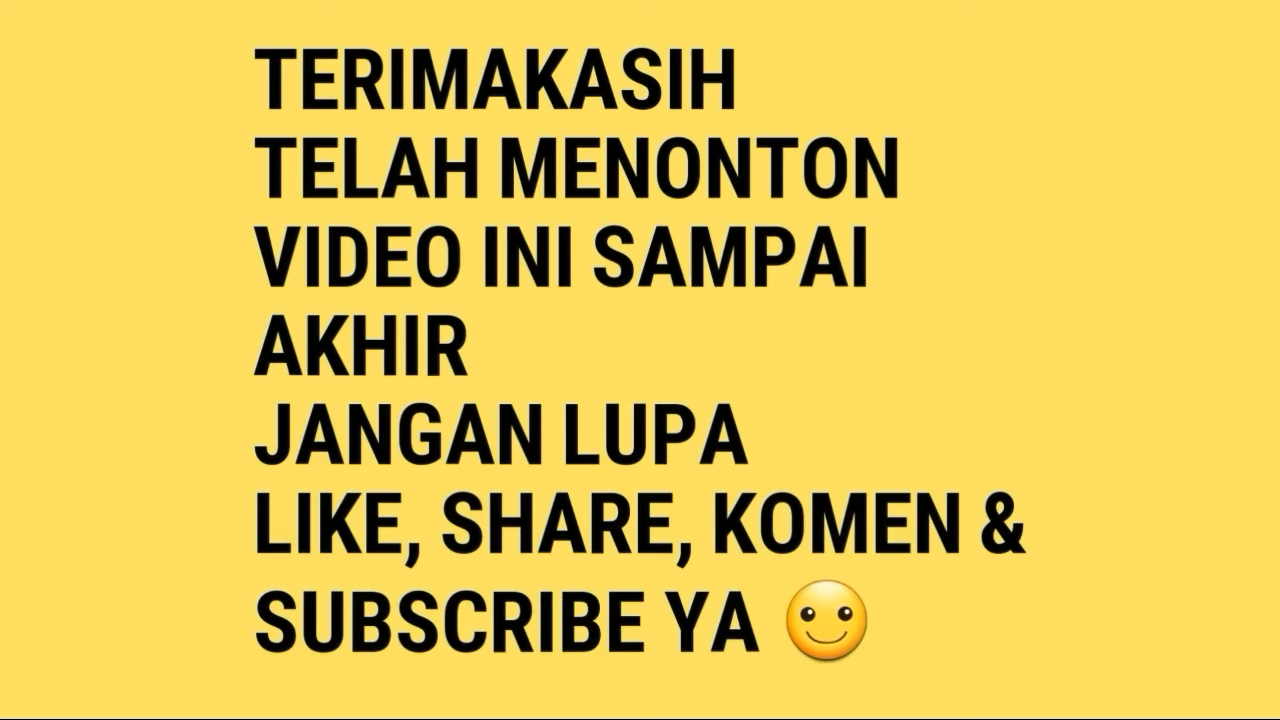 TERIMAKASIH
TELAH MENONTON
VIDEO INI SAMPAI
AKHIR
JANGAN LUPA
LIKE, SHARE, KOMEN &
SUBSCRIBE YA 🙂